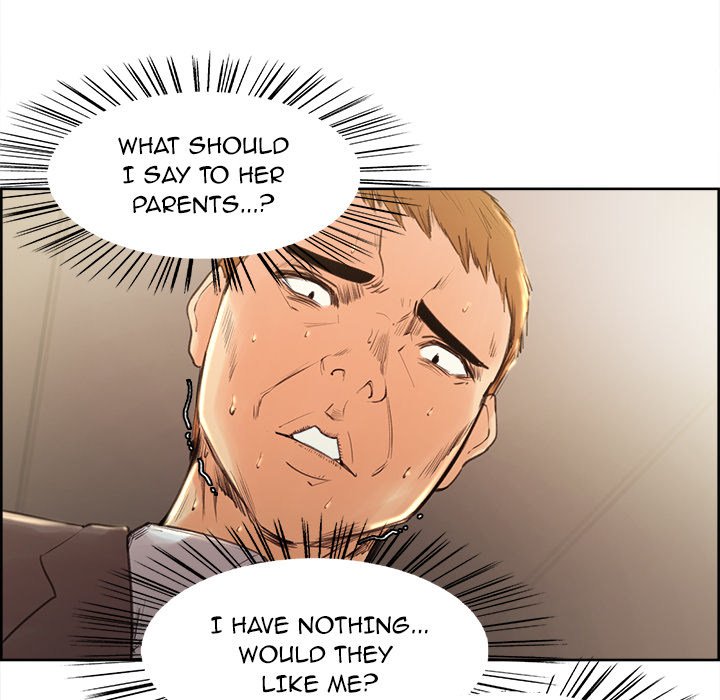 WHAT SHOULD
I SAY TO HER
PARENTS...?
I HAVE NOTHING...
WOULD THEY
LIKE ME?